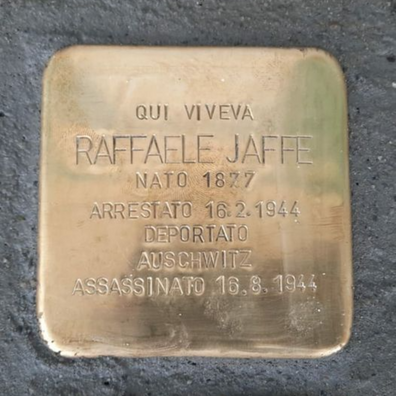 QUI VIVEVA
RAFFAELE JAFFE
NATO 1877
ARRESTATO 16.2.1944
DEPORTATO
AUSCHWITZ
ASSASSINATO 16.8.1944